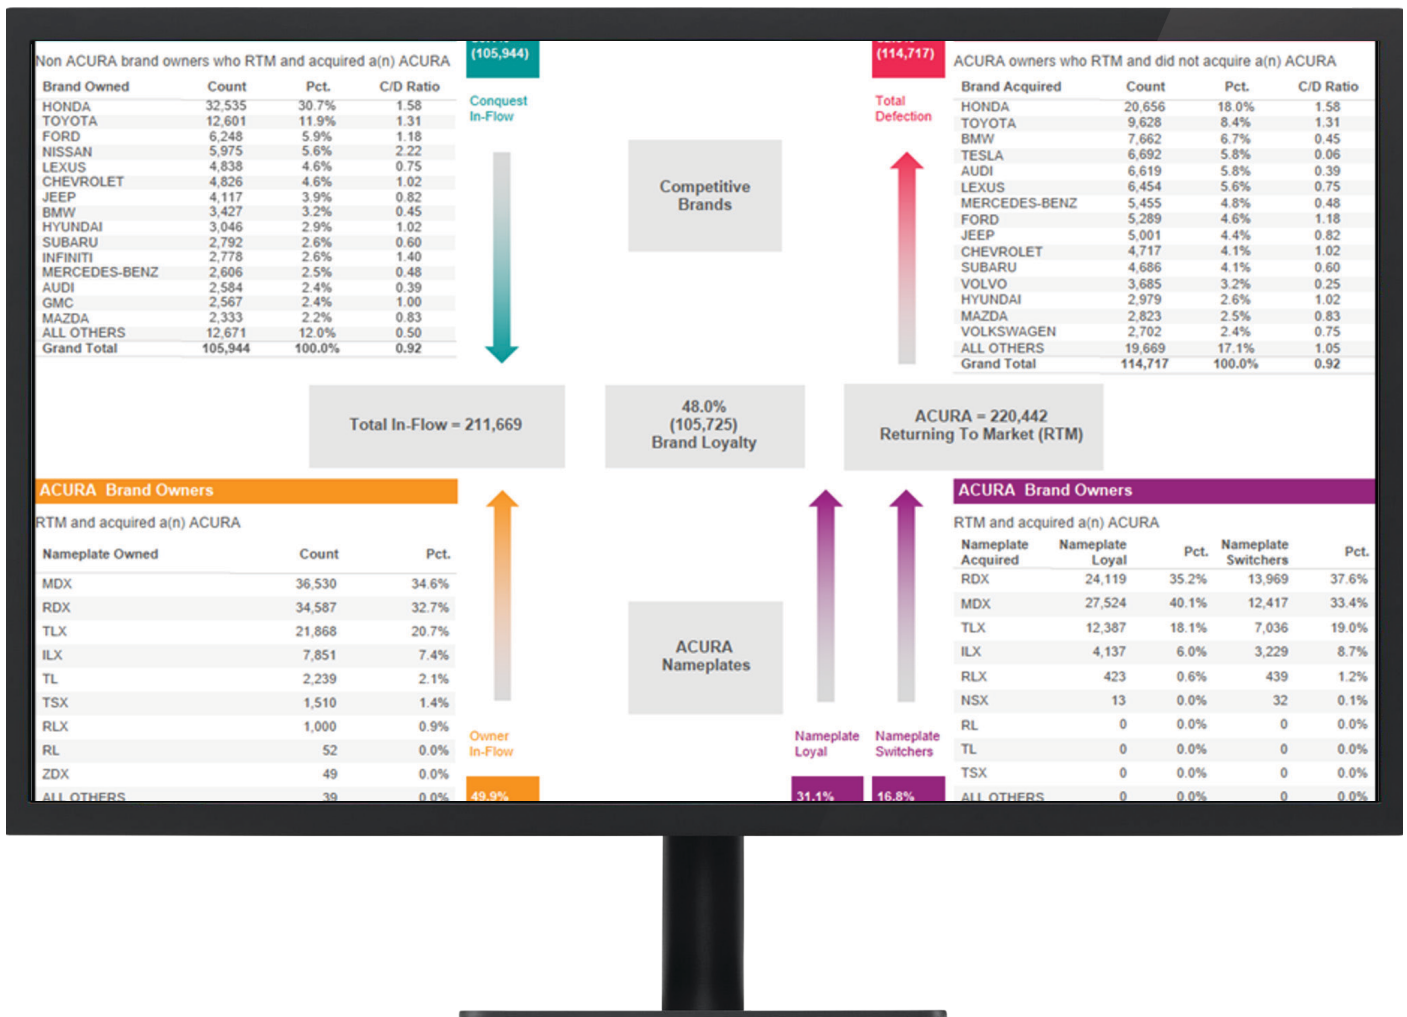 (105,944)
(114,717)
Non ACURA brand owners who RTM and acquired a(n) ACURA
Brand Owned Count Pct. C/D Ratio
HONDA 32,535 30.7% 1.58
TOYOTA 12,601 11.9% 1.31
FORD 6,248 5.9% 1.18
NISSAN 5,975 5.6% 2.22
LEXUS 4,838 4.6% 0.75
CHEVROLET 4,826 4.6% 1.02
JEEP 4,117 3.9% 0.82
BMW 3,427 3.2% 0.45
HYUNDAI 3,046 2.9% 1.02
SUBARU 2,792 2.6% 0.60
INFINITI 2,778 2.6% 1.40
MERCEDES-BENZ 2,606 2.5% 0.48
AUDI 2,584 2.4% 0.39
GMC 2,567 2.4% 1.00
MAZDA 2,333 2.2% 0.83
ALL OTHERS 12,671 12.0% 0.50
Grand Total 105,944 100.0% 0.92
Conquest
In-Flow
Competitive
Brands
Total
Defection
ACURA owners who RTM and did not acquire a(n) ACURA
Brand Acquired Count Pct. C/D Ratio
HONDA 20,656 18.0% 1.58
TOYOTA 9,628 8.4% 1.31
BMW 7,662 6.7% 0.45
TESLA 6,692 5.8% 0.06
AUDI 6,619 5.8% 0.39
LEXUS 6,454 5.6% 0.75
MERCEDES-BENZ 5,455 4.8% 0.48
FORD 5,289 4.6% 1.18
JEEP 5,001 4.4% 0.82
CHEVROLET 4,717 4.1% 1.02
SUBARU 4,686 4.1% 0.60
VOLVO 3,685 3.2% 0.25
HYUNDAI 2,979 2.6% 1.02
MAZDA 2,823 2.5% 0.83
VOLKSWAGEN 2,702 2.4% 0.75
ALL OTHERS 19,669 17.1% 1.05
Grand Total 114,717 100.0% 0.92
Total In-Flow = 211,669
48.0%
(105,725)
Brand Loyalty
ACURA = 220,442
Returning To Market (RTM)
ACURA Brand Owners
RTM and acquired a(n) ACURA
Nameplate Owned Count Pct.
MDX 36,530 34.6%
RDX 34,587 32.7%
TLX 21,868 20.7%
ILX 7,851 7.4%
TL 2,239 2.1%
TSX 1,510 1.4%
RLX 1,000 0.9%
RL 52 0.0%
ZDX 49 0.0%
ALL OTHERS 39 0.0%
Owner
In-Flow
49.9%
ACURA
Nameplates
Nameplate
Loyal
31.1%
Nameplate
Switchers
16.8%
ACURA Brand Owners
RTM and acquired a(n) ACURA
Nameplate Nameplate Pct. Nameplate Pct.
Acquired Loyal Switchers
RDX 24,119 35.2% 13,969 37.6%
MDX 27,524 40.1% 12,417 33.4%
TLX 12,387 18.1% 7,036 19.0%
ILX 4,137 6.0% 3,229 8.7%
RLX 423 0.6% 439 1.2%
NSX 13 0.0% 32 0.1%
RL 0 0.0% 0 0.0%
TL 0 0.0% 0 0.0%
TSX 0 0.0% 0 0.0%
ALL OTHERS 0 0.0% 0 0.0%